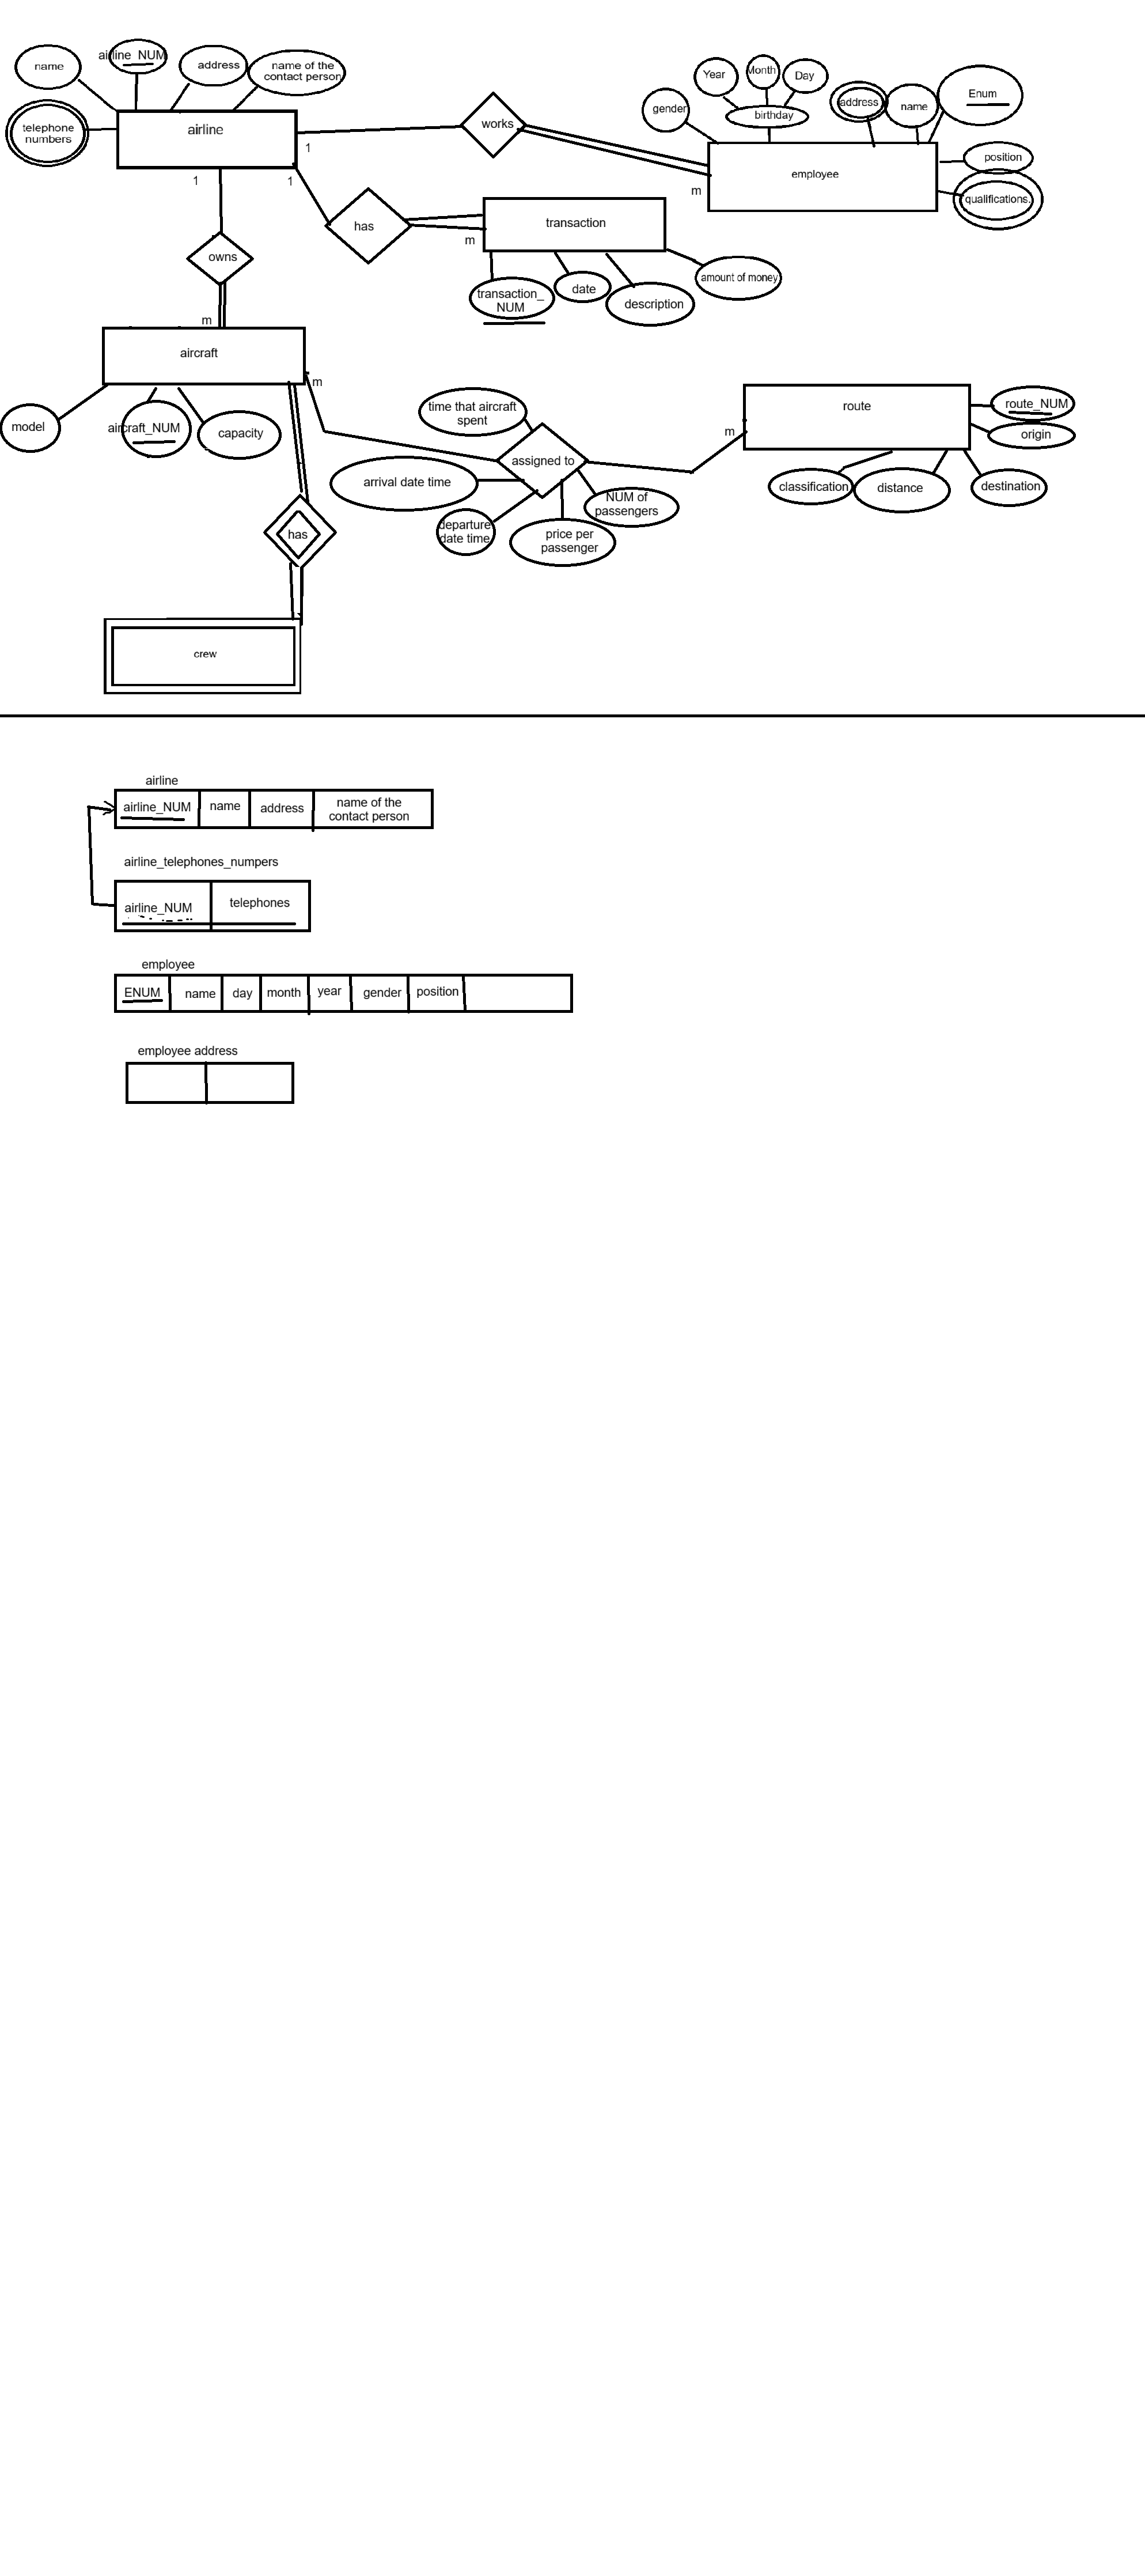 name
airline_NUM
address
name of the
contact person
telephone
numbers
airline
1
1
1
works
gender
Year
Month
Day
birthday
address
name
Enum
position
qualifications.
employee
m
has
m
transaction
transaction_
NUM
date
description
amount of money
owns
m
aircraft
m
model
aircraft_NUM
capacity
time that aircraft
spent
assigned to
arrival date time
departure
date time
price per
passenger
NUM of
passengers
m
route
route_NUM
origin
classification
distance
destination
has
crew
airline
airline_NUM
name
address
name of the
contact person
airline_telephones_numpers
airline_NUM
telephones
employee
ENUM
name
day
month
year
gender
position
employee address